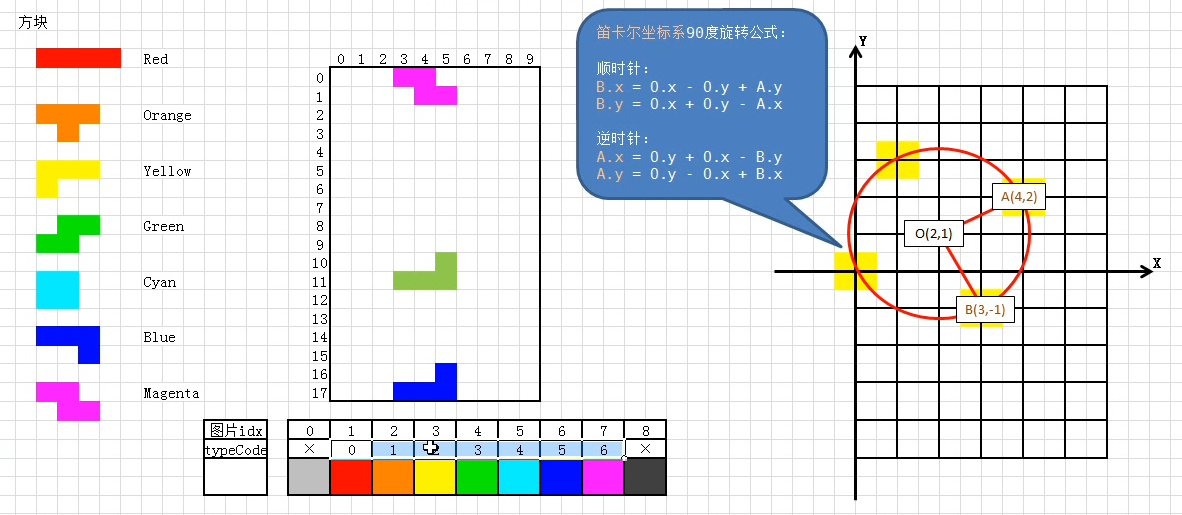 方块
Red
Orange
Yellow
Green
Cyan
Blue
Magenta
0 1 2 3 4 5 6 7 8 9
0
1
2
3
4
5
6
7
8
9
10
11
12
13
14
15
16
17
笛卡尔坐标系90度旋转公式:
顺时针:
B.x = O.x - O.y + A.y
B.y = O.x + O.y - A.x
逆时针:
A.x = O.y + O.x - B.y
A.y = O.y - O.x + B.x
Y
X
A(4,2)
O(2,1)
B(3,-1)
图片idx 0 1 2 3 4 5 6 7 8
typeCode × 0 1 2 3 4 5 6 ×